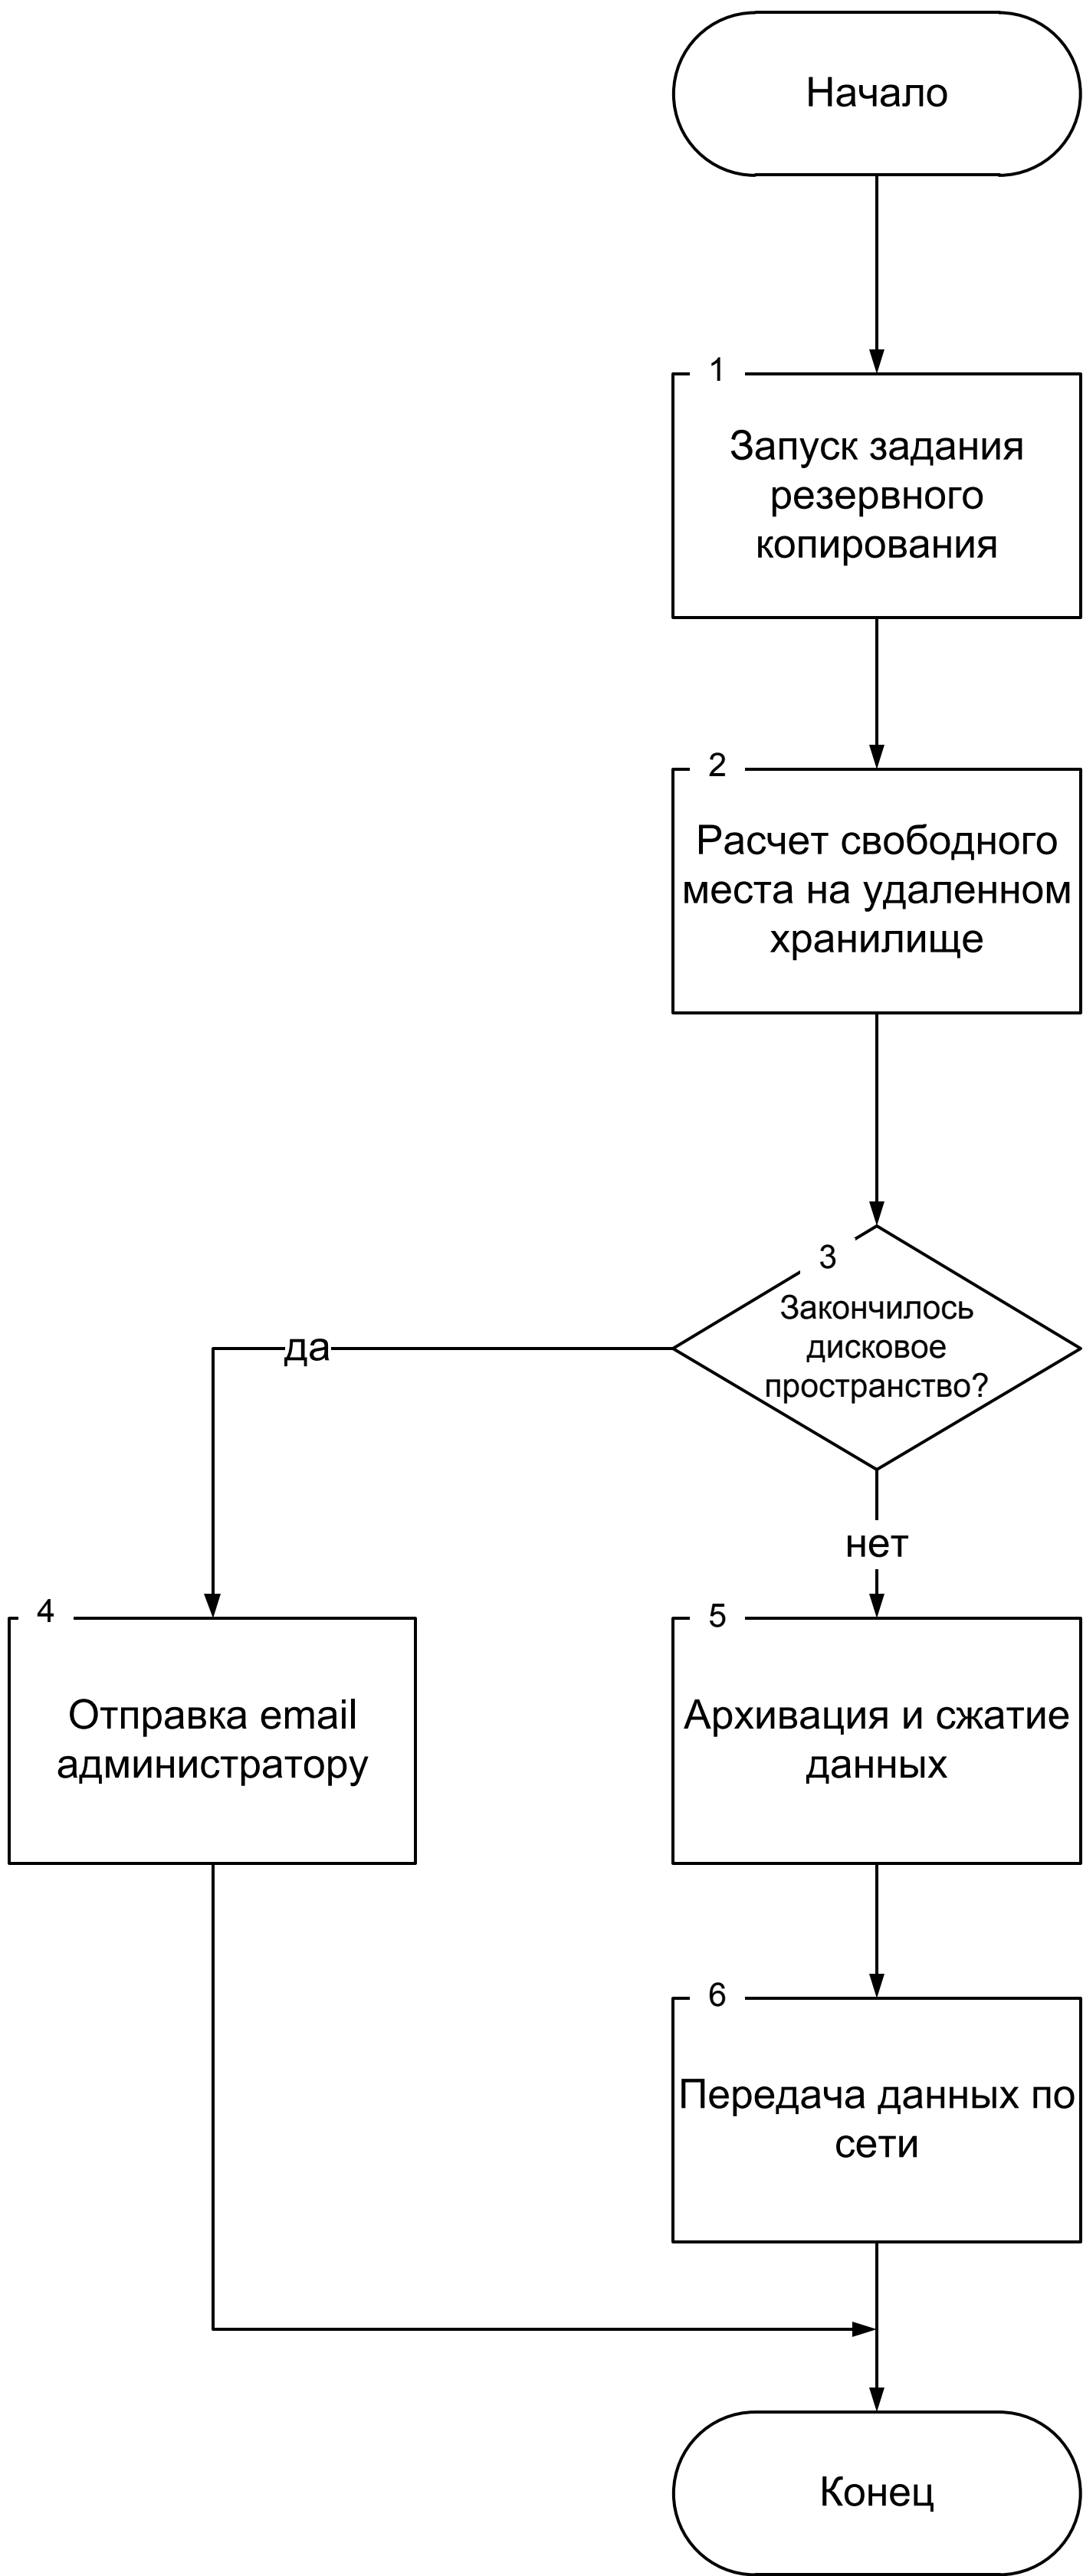 Начало
1
Запуск задания
резервного
копирования
2
Расчет свободного
места на удаленном
хранилище
3
Закончилось
дисковое
пространство?
да
нет
4
Отправка email
администратору
5
Архивация и сжатие
данных
6
Передача данных по
сети
Конец